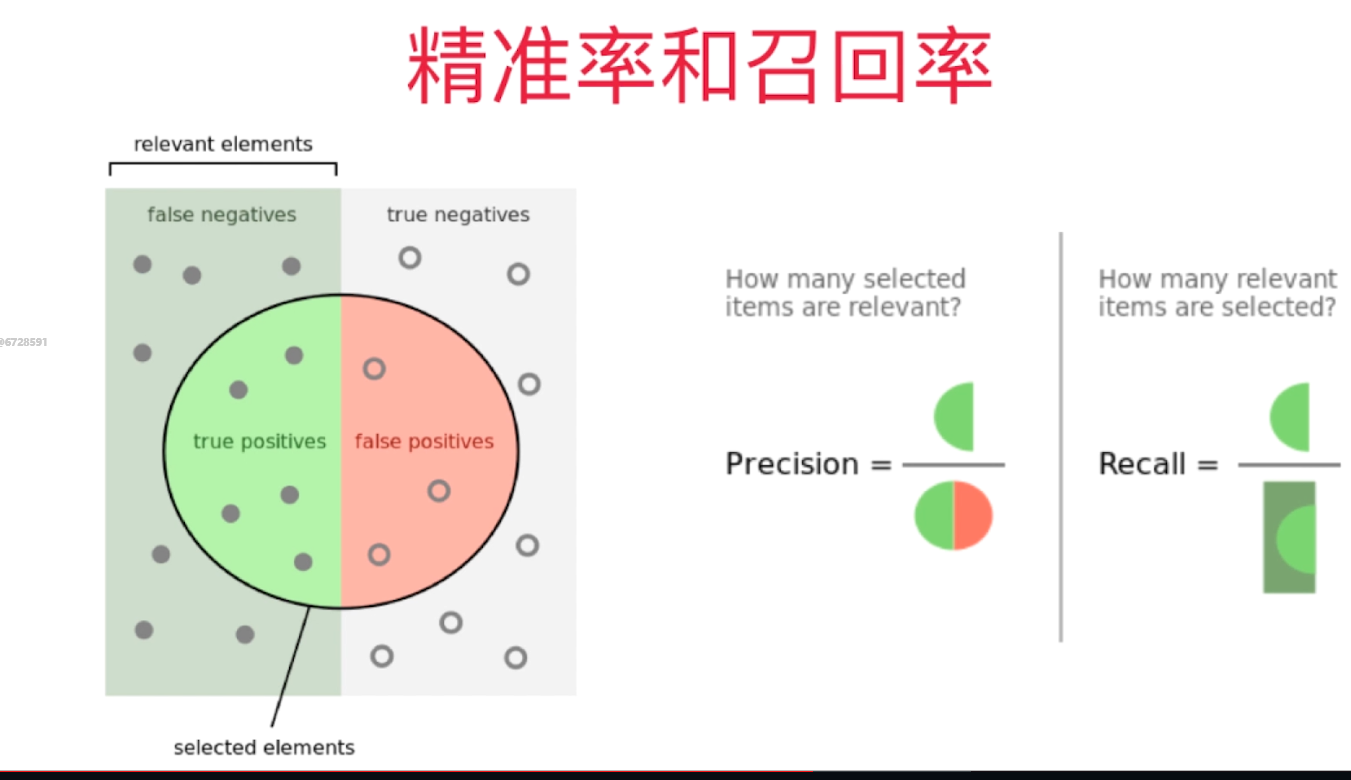 精准率和召回率
relevant elements
false negatives
true negatives
How many selected
items are relevant?
How many relevant
items are selected?
@6728591
true positives
false positives
Precision =
Recall =
selected elements